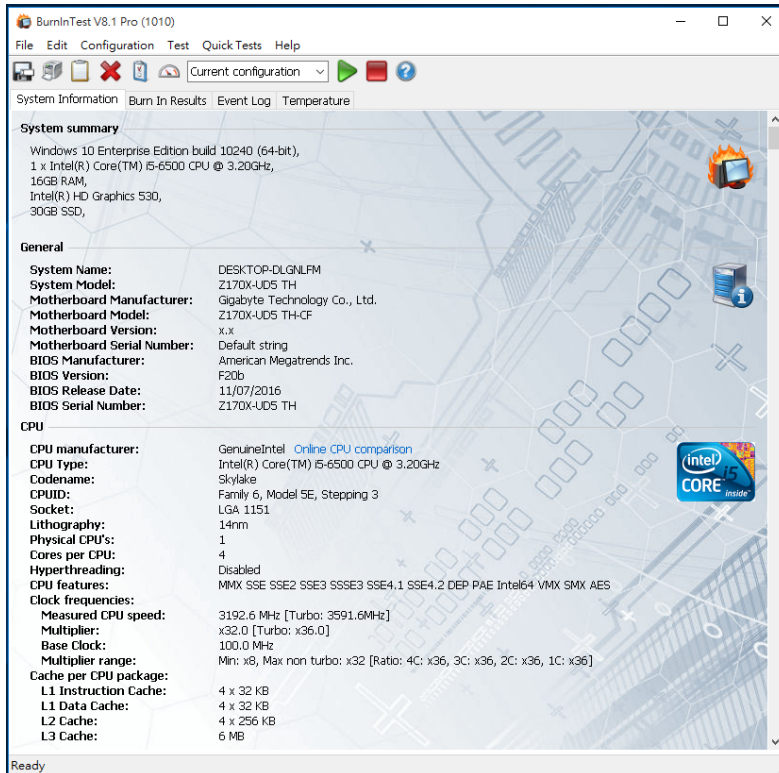 BurnInTest V8.1 Pro (1010)
File Edit Configuration Test Quick Tests Help
Current configuration
System Information Burn In Results Event Log Temperature
System summary
Windows 10 Enterprise Edition build 10240 (64-bit),
1 x Intel(R) Core(TM) i5-6500 CPU @ 3.20GHz,
16GB RAM,
Intel(R) HD Graphics 530,
30GB SSD,
General
System Name: DESKTOP-DLGNLFM
System Model: Z170X-UD5 TH
Motherboard Manufacturer: Gigabyte Technology Co., Ltd.
Motherboard Model: Z170X-UD5 TH-CF
Motherboard Version: x.x
Motherboard Serial Number: Default string
BIOS Manufacturer: American Megatrends Inc.
BIOS Version: F20b
BIOS Release Date: 11/07/2016
BIOS Serial Number: Z170X-UD5 TH
CPU
CPU manufacturer: GenuineIntel Online CPU comparison
CPU Type: Intel(R) Core(TM) i5-6500 CPU @ 3.20GHz
Codename: Skylake
CPUID: Family 6, Model 5E, Stepping 3
Socket: LGA 1151
Lithography: 14nm
Physical CPU's: 1
Cores per CPU: 4
Hyperthreading: Disabled
CPU features: MMX SSE SSE2 SSE3 SSSE3 SSE4.1 SSE4.2 DEP PAE Intel64 VMX SMX AES
Clock frequencies:
Measured CPU speed: 3192.6 MHz [Turbo: 3591.6MHz]
Multiplier: x32.0 [Turbo: x36.0]
Base Clock: 100.0 MHz
Multiplier range: Min: x8, Max non turbo: x32 [Ratio: 4C: x36, 3C: x36, 2C: x36, 1C: x36]
Cache per CPU package:
L1 Instruction Cache: 4 x 32 KB
L1 Data Cache: 4 x 32 KB
L2 Cache: 4 x 256 KB
L3 Cache: 6 MB
(intel) i5
CORE inside™
Ready